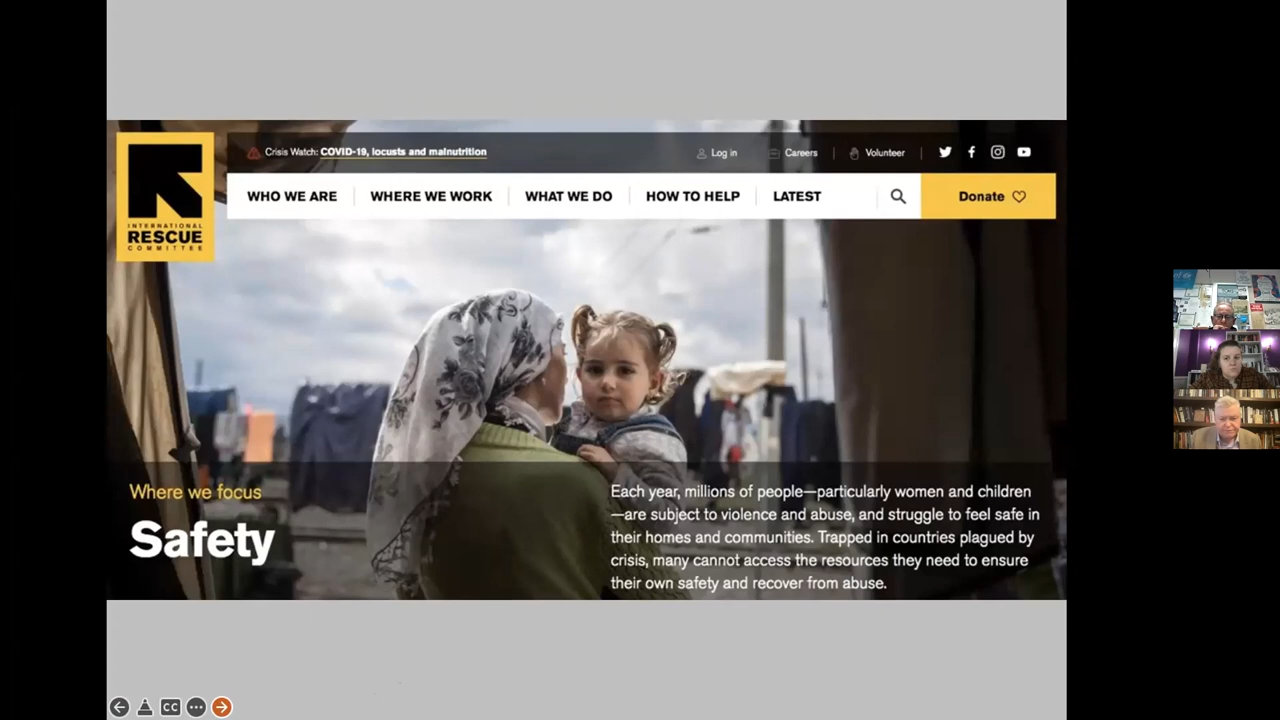 Crisis Watch: COVID-19, locusts and malnutrition
Log in
Careers
Volunteer
WHO WE ARE
WHERE WE WORK
WHAT WE DO
HOW TO HELP
LATEST
Donate
INTERNATIONAL
RESCUE
COMMITTEE
Where we focus
Safety
Each year, millions of people—particularly women and children
—are subject to violence and abuse, and struggle to feel safe in
their homes and communities. Trapped in countries plagued by
crisis, many cannot access the resources they need to ensure
their own safety and recover from abuse.
CC